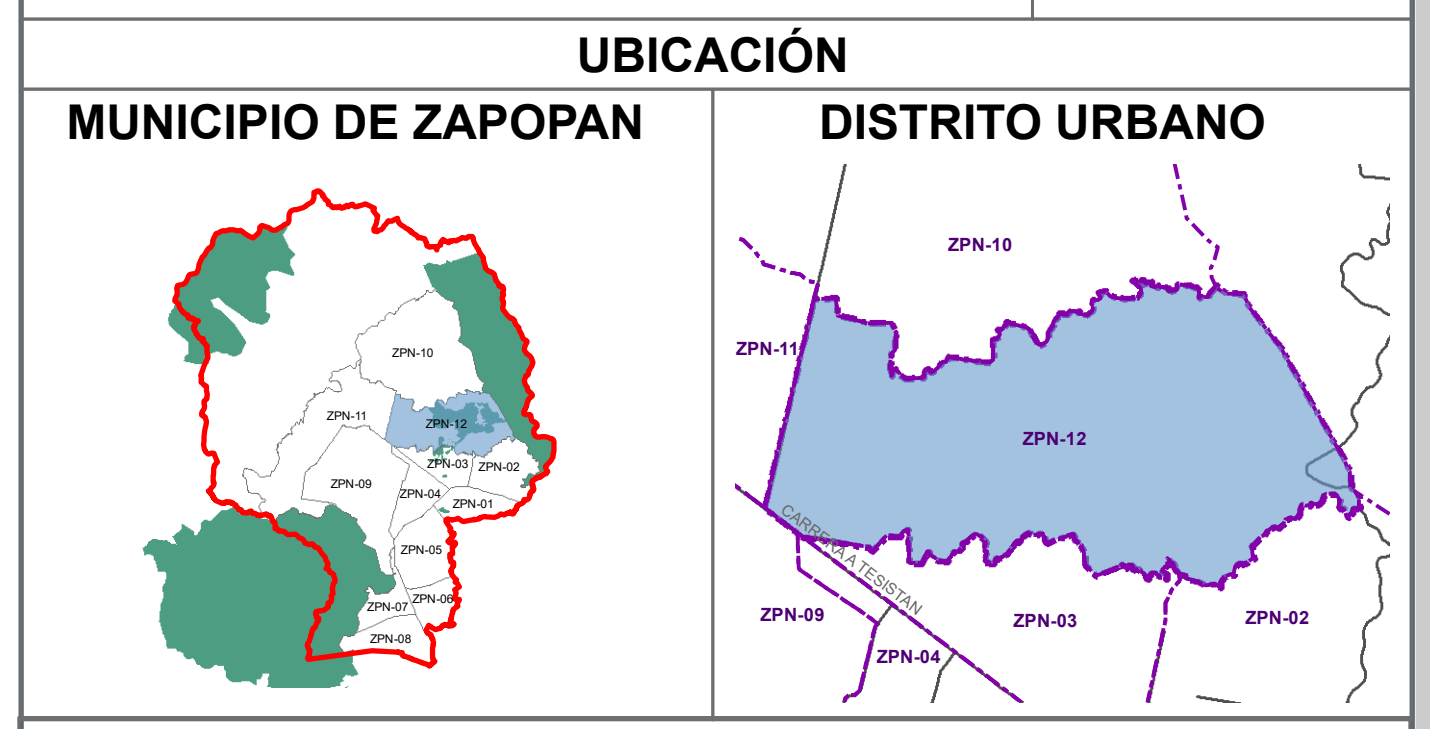 UBICACIÓN
MUNICIPIO DE ZAPOPAN
ZPN-10
ZPN-11
ZPN-12
ZPN-03
ZPN-02
ZPN-09
ZPN-04
ZPN-01
ZPN-05
ZPN-06
ZPN-07
ZPN-08
DISTRITO URBANO
ZPN-10
ZPN-11
ZPN-12
CARRERA A TESISTAN
ZPN-09
ZPN-03
ZPN-02
ZPN-04